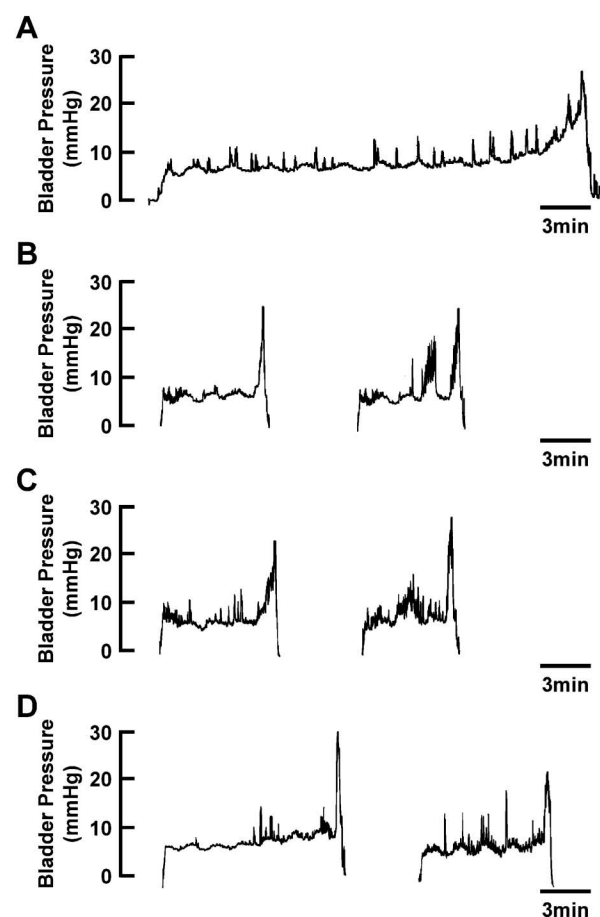 A
Bladder Pressure
(mmHg)
30
20
10
0
3min
B
Bladder Pressure
(mmHg)
30
20
10
0
3min
C
Bladder Pressure
(mmHg)
30
20
10
0
3min
D
Bladder Pressure
(mmHg)
30
20
10
0
3min